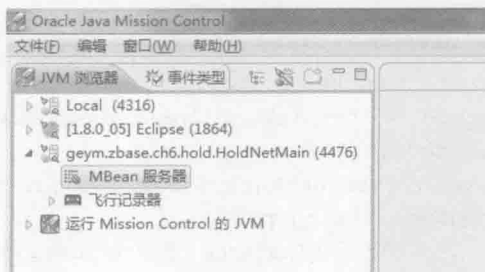 Oracle Java Mission Control
文件(F) 编辑 窗口(W) 帮助(H)
JVM 浏览器 事件类型
Local (4316)
[1.8.0_05] Eclipse (1864)
geym.zbase.ch6.hold.HoldNetMain (4476)
MBean 服务器
飞行记录器
运行 Mission Control 的 JVM